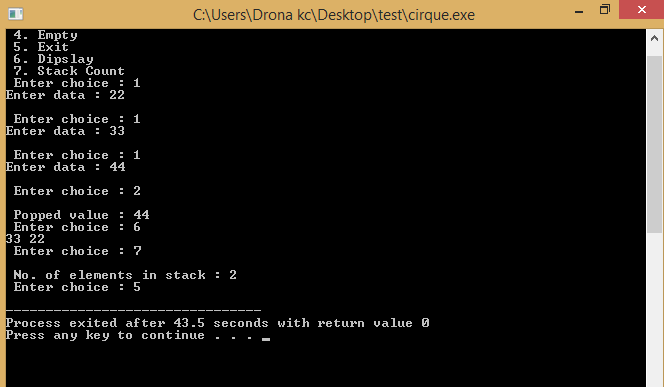 C:\Users\Drona kc\Desktop\test\cirque.exe
4. Empty
5. Exit
6. Dipslay
7. Stack Count
Enter choice : 1
Enter data : 22
Enter choice : 1
Enter data : 33
Enter choice : 1
Enter data : 44
Enter choice : 2
Popped value : 44
Enter choice : 6
33 22
Enter choice : 7
No. of elements in stack : 2
Enter choice : 5
--------------------------------
Process exited after 43.5 seconds with return value 0
Press any key to continue . . .